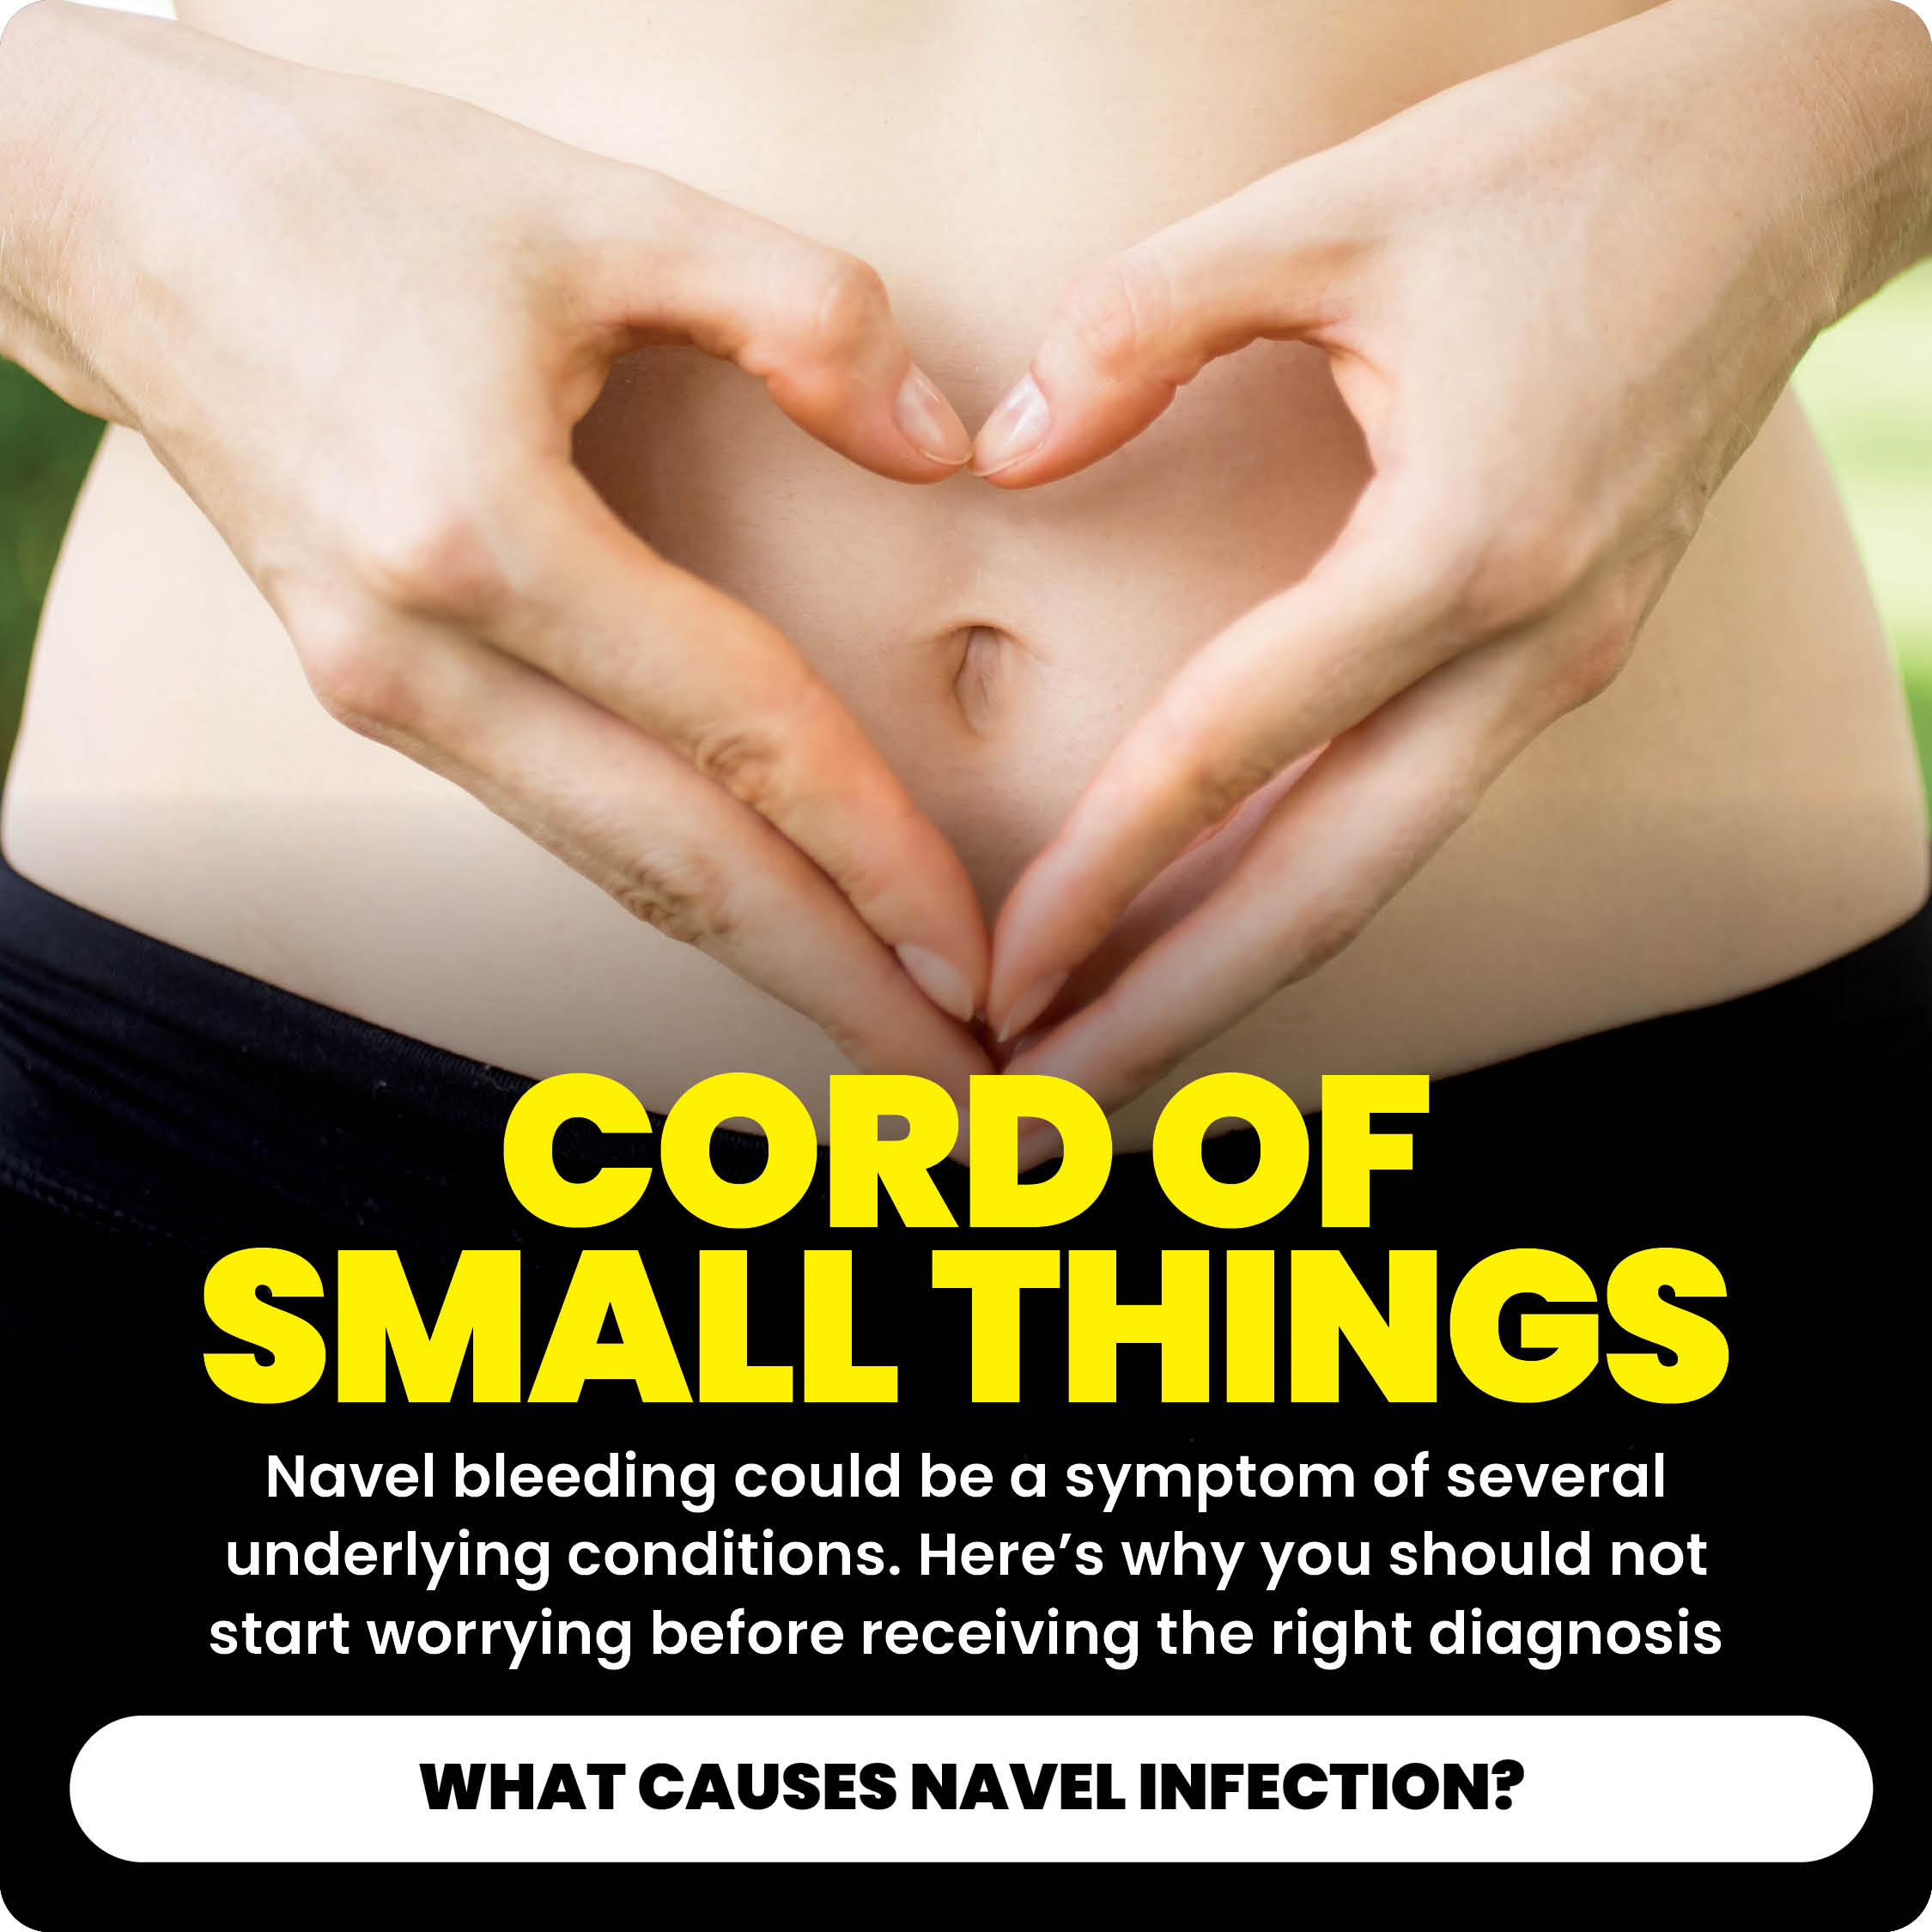 CORD OF
SMALL THINGS
Navel bleeding could be a symptom of several
underlying conditions. Here’s why you should not
start worrying before receiving the right diagnosis
WHAT CAUSES NAVEL INFECTION?